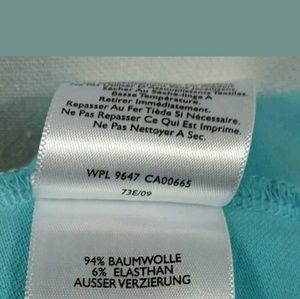 Sécher Au Sèche-Linge
Basse Température.
Retirer Immédiatement.
Repasser Au Fer Tiède Si Nécessaire.
Ne Pas Repasser Ce Qui Est Imprime.
Ne Pas Nettoyer A Sec.
WPL 9647 CA00665
73E/09
94% BAUMWOLLE
6% ELASTHAN
AUSSER VERZIERUNG